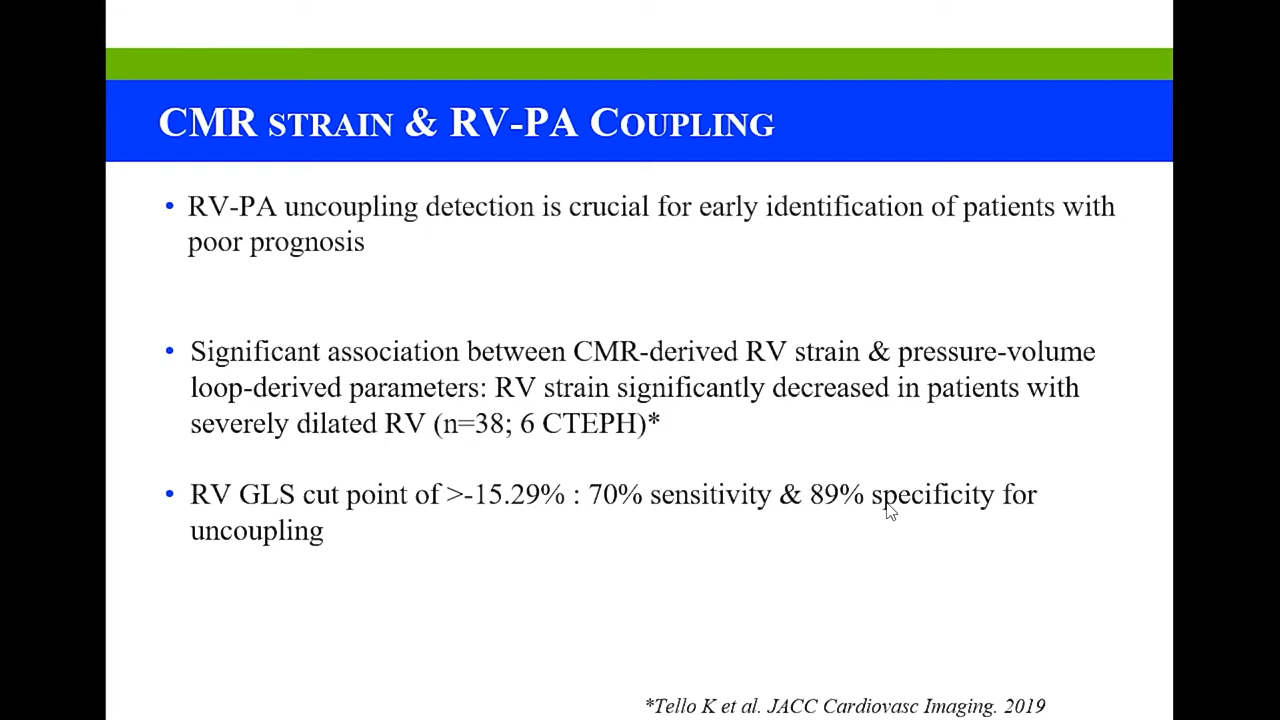 CMR STRAIN & RV-PA COUPLING
• RV-PA uncoupling detection is crucial for early identification of patients with
poor prognosis
• Significant association between CMR-derived RV strain & pressure-volume
loop-derived parameters: RV strain significantly decreased in patients with
severely dilated RV (n=38; 6 CTEPH)*
• RV GLS cut point of >-15.29% : 70% sensitivity & 89% specificity for
uncoupling
*Tello K et al. JACC Cardiovasc Imaging. 2019